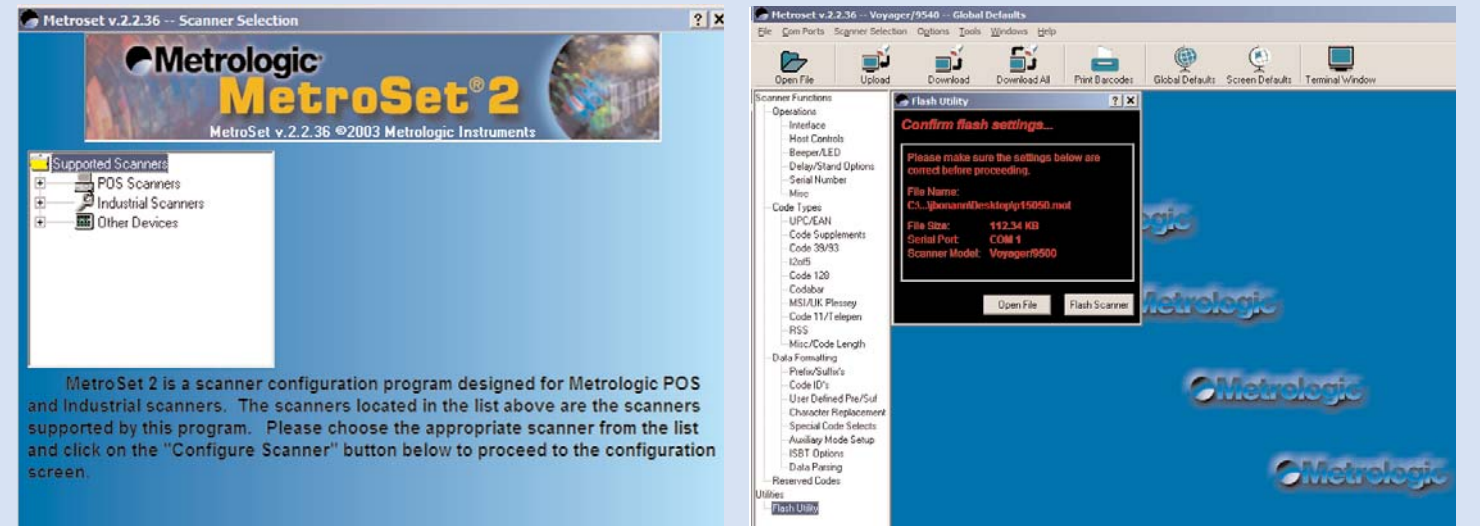 Metroset v.2.2.36 -- Scanner Selection
Metrologic
MetroSet® 2
MetroSet v.2.2.36 ©2003 Metrologic Instruments
Supported Scanners
POS Scanners
Industrial Scanners
Other Devices
MetroSet 2 is a scanner configuration program designed for Metrologic POS
and Industrial scanners. The scanners located in the list above are the scanners
supported by this program. Please choose the appropriate scanner from the list
and click on the "Configure Scanner" button below to proceed to the configuration
screen.
Metroset v.2.2.36 -- Voyager/9540 -- Global Defaults
File Com Ports Scanner Selection Options Tools Windows Help
Open File Upload Download Download All Print Barcodes Global Defaults Screen Defaults Terminal Window
Scanner Functions
Operations
Interface
Host Controls
Beeper/LED
Delay/Stand Options
Serial Number
Misc
Code Types
UPC/EAN
Code Supplements
Code 39/93
I2of5
Code 128
Codabar
MSI/UK Plessey
Code 11/Telepen
RSS
Misc/Code Length
Data Formatting
Prefix/Suffix's
Code ID's
User Defined Pre/Suf
Character Replacement
Special Code Selects
Auxiliary Mode Setup
ISBT Options
Data Parsing
Reserved Codes
Utilities
Flash Utility
Flash Utility
Confirm flash settings...
Please make sure the settings below are
correct before proceeding.
File Name:
C:\...\jbonann\Desktop\p15050.mot
File Size: 112.34 KB
Serial Port: COM 1
Scanner Model: Voyager/9500
Open File Flash Scanner
ogic
Metrologic
Metrologic
Metrologic